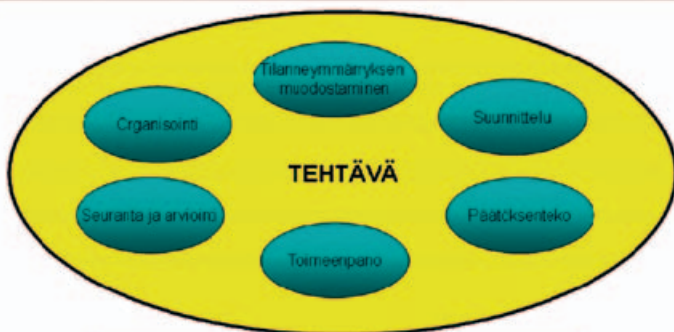 Tilanneymmärryksen
muodostaminen
Organisointi
Suunnittelu
TEHTÄVÄ
Seuranta ja arviointi
Päätöksenteko
Toimeenpano